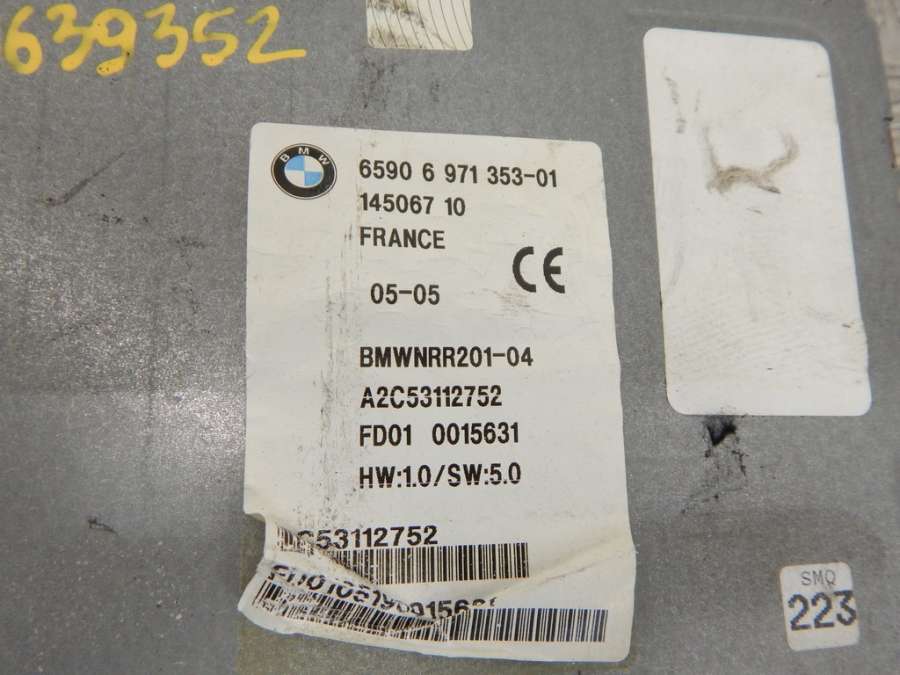 639352
BMW
6590 6 971 353-01
145067 10
FRANCE
CE
05-05
BMWNRR201-04
A2C53112752
FD01 0015631
HW:1.0/SW:5.0
C53112752
SMQ
223